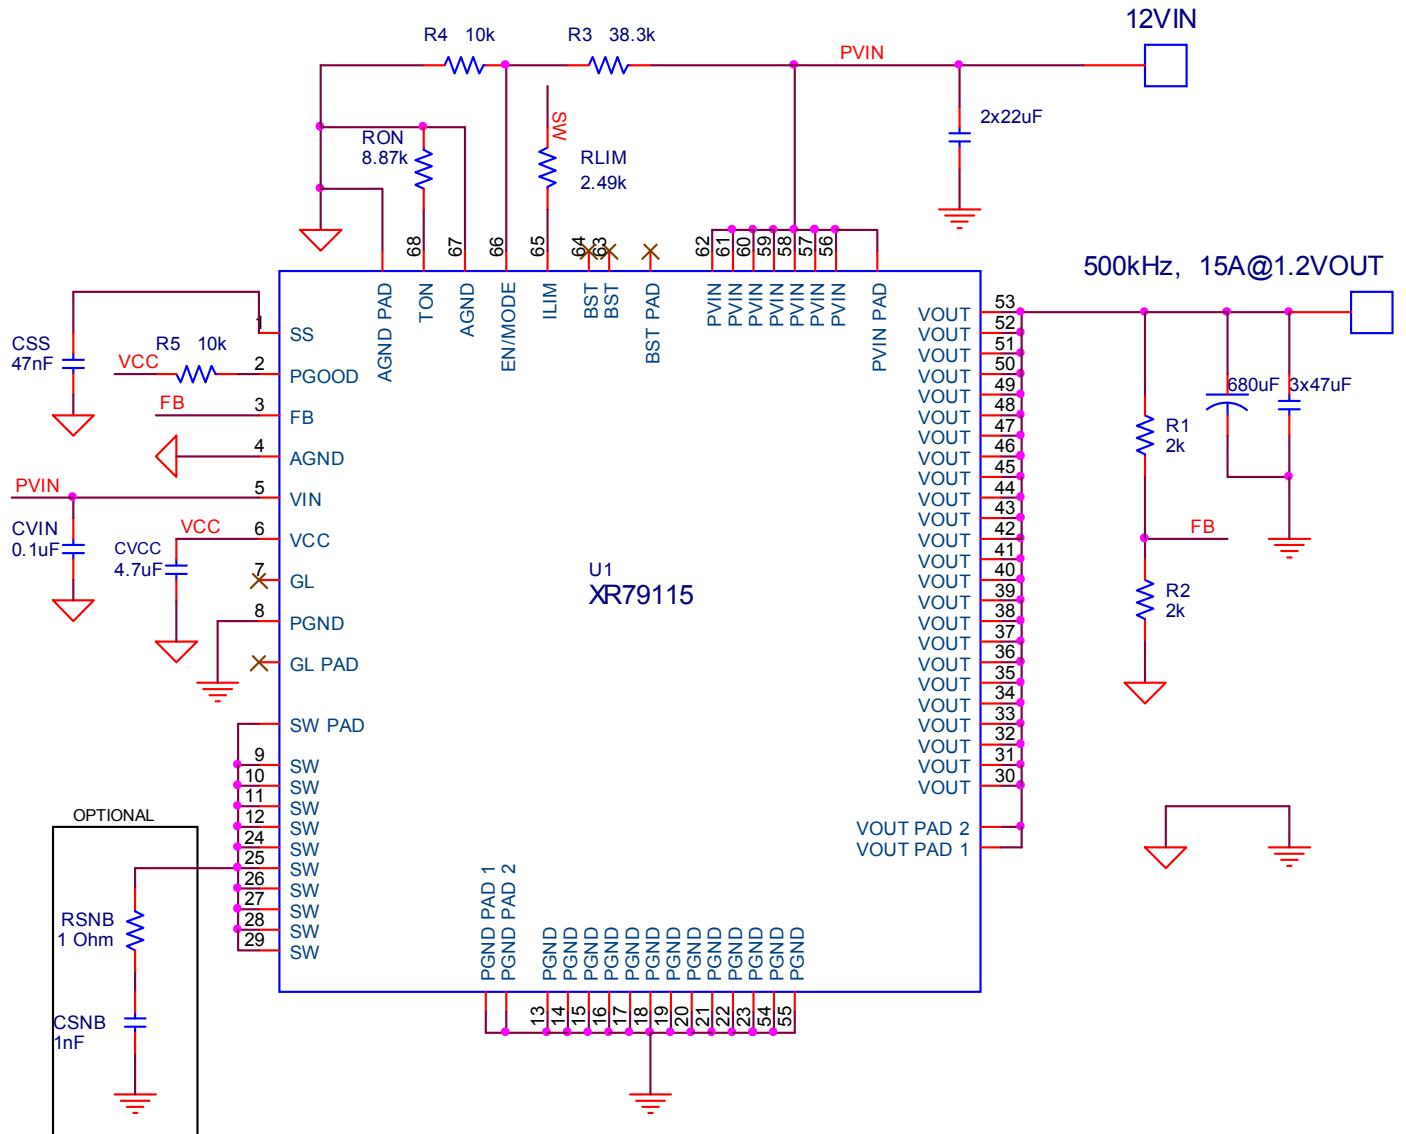 12VIN
R4 10k
R3 38.3k
PVIN
2x22uF
SW
RON
8.87k
RLIM
2.49k
68
67
66
65
64
63
62
61
60
59
58
57
56
AGND PAD
TON
AGND
EN/MODE
ILIM
BST
BST
BST PAD
PVIN
PVIN
PVIN
PVIN
PVIN
PVIN
PVIN
PVIN PAD
500kHz, 15A@1.2VOUT
CSS
47nF
R5 10k
VCC
FB
PVIN
CVIN
0.1uF
VCC
CVCC
4.7uF
1 SS
2 PGOOD
3 FB
4 AGND
5 VIN
6 VCC
7 GL
8 PGND
GL PAD
SW PAD
9 SW
10 SW
11 SW
12 SW
24 SW
25 SW
26 SW
27 SW
28 SW
29 SW
U1
XR79115
VOUT 53
VOUT 52
VOUT 51
VOUT 50
VOUT 49
VOUT 48
VOUT 47
VOUT 46
VOUT 45
VOUT 44
VOUT 43
VOUT 42
VOUT 41
VOUT 40
VOUT 39
VOUT 38
VOUT 37
VOUT 36
VOUT 35
VOUT 34
VOUT 33
VOUT 32
VOUT 31
VOUT 30
VOUT PAD 2
VOUT PAD 1
680uF
3x47uF
R1
2k
FB
R2
2k
OPTIONAL
RSNB
1 Ohm
CSNB
1nF
PGND PAD 1
PGND PAD 2
PGND
PGND
PGND
PGND
PGND
PGND
PGND
PGND
PGND
PGND
PGND
PGND
PGND
13
14
15
16
17
18
19
20
21
22
23
54
55